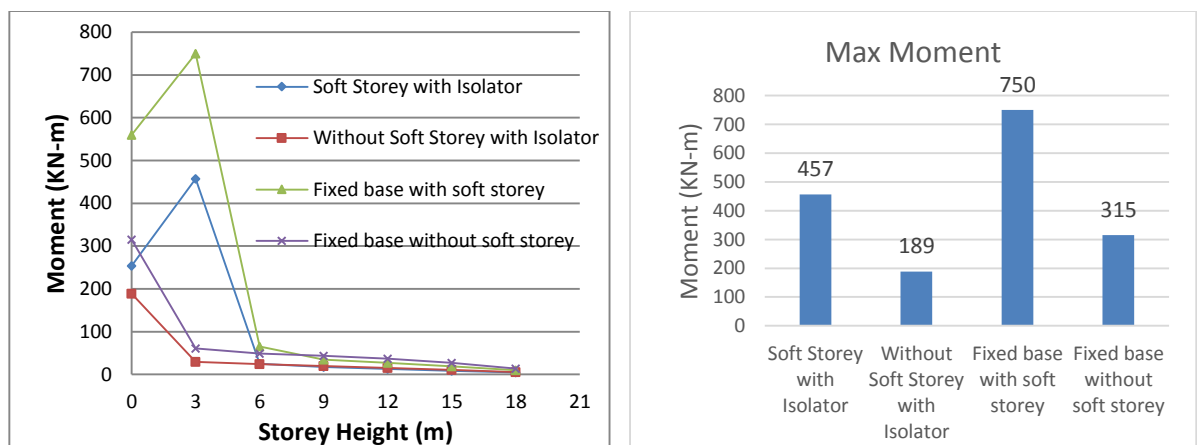 800
700
600
500
400
300
200
100
0
Moment (KN-m)
0 3 6 9 12 15 18 21
Storey Height (m)
Soft Storey with Isolator
Without Soft Storey with Isolator
Fixed base with soft storey
Fixed base without soft storey
Max Moment
800
700
600
500
400
300
200
100
0
Moment (KN-m)
457
189
750
315
Soft Storey
with
Isolator
Without
Soft Storey
with
Isolator
Fixed base
with soft
storey
Fixed base
without
soft storey